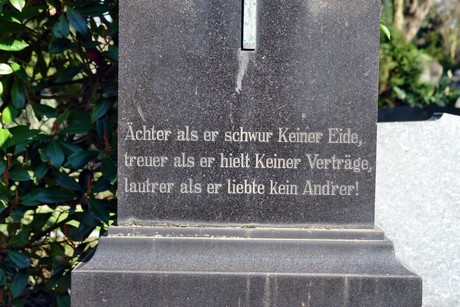 Ächter als er schwur Keiner Eide,
treuer als er hielt Keiner Verträge,
lautrer als er liebte kein Andrer!